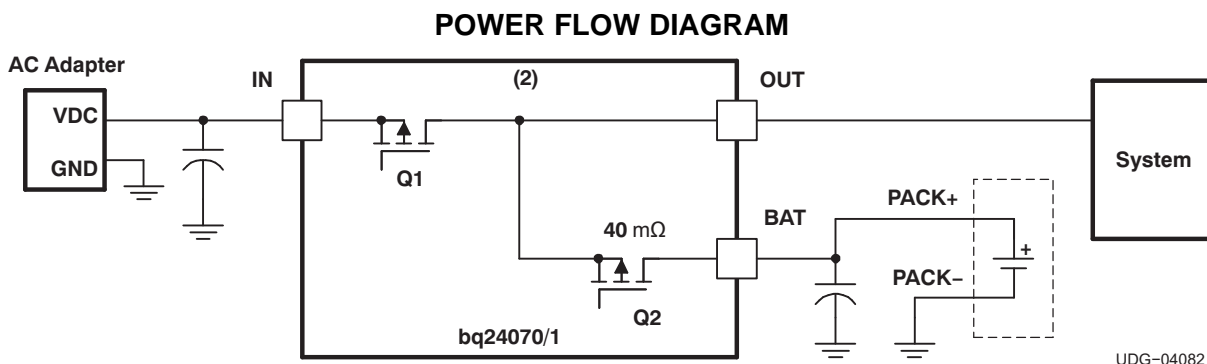 POWER FLOW DIAGRAM
AC Adapter
VDC
GND
IN
(2)
OUT
Q1
System
40 mΩ
BAT
PACK+
+
PACK−
Q2
bq24070/1
UDG−04082